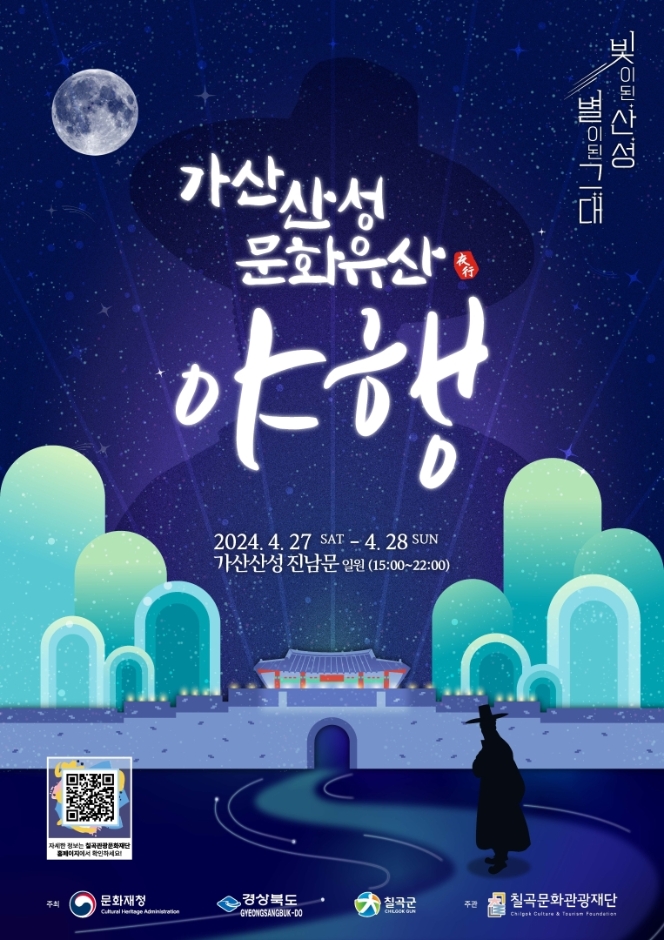 빛이 된 산성
별이 된 그대
가산산성
문화유산
夜行
야행
2024. 4. 27 SAT - 4. 28 SUN
가산산성 진남문 일원 (15:00~22:00)
자세한 정보는 칠곡관광문화재단
홈페이지에서 확인하세요!
주최
문화재청
Cultural Heritage Administration
경상북도
GYEONGSANGBUK-DO
칠곡군
CHILGOK GUN
주관
칠곡문화관광재단
Chilgok Culture & Tourism Foundation